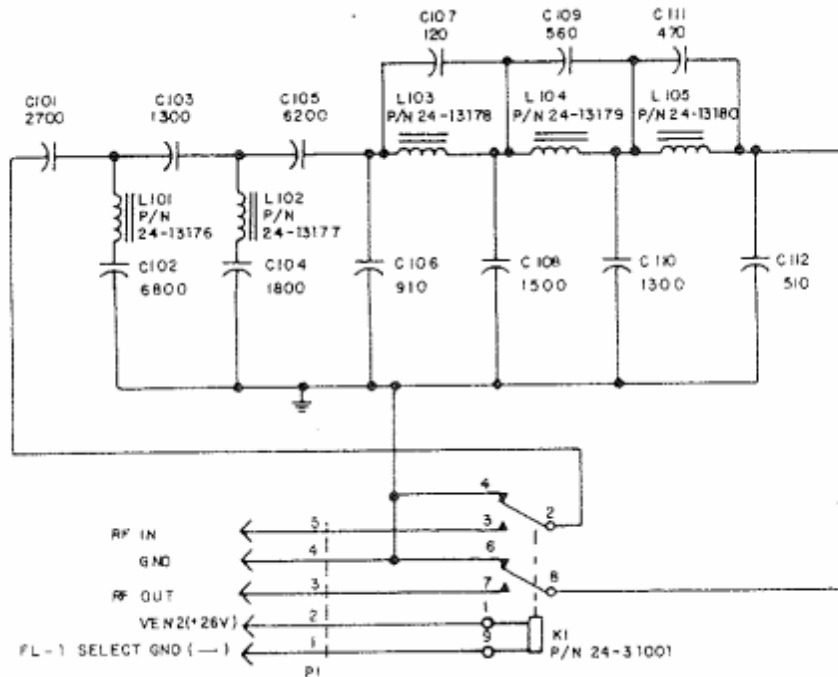 C107
120
C109
560
C111
470
C101
2700
C103
1300
C105
6200
L103
P/N 24-13178
L104
P/N 24-13179
L105
P/N 24-13180
L101
P/N
24-13176
L102
P/N
24-13177
C102
6800
C104
1800
C106
910
C108
1500
C110
1300
C112
510
4
2
3
RF IN
5
GND
4
6
RF OUT
3
7
8
VEN2(+26V)
2
1
FL-1 SELECT GND (—)
1
9
K1
P/N 24-31001
P1